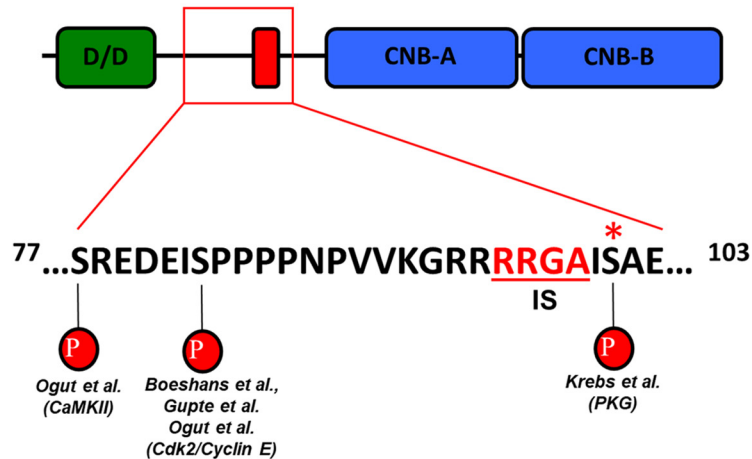 D/D CNB-A CNB-B
*
77 ...SREDEISPPPPNPVVKGRRRRGAISAE... 103
IS
P P P
Ogut et al.
(CaMKII)
Boeshans et al.,
Gupte et al.
Ogut et al.
(Cdk2/Cyclin E)
Krebs et al.
(PKG)